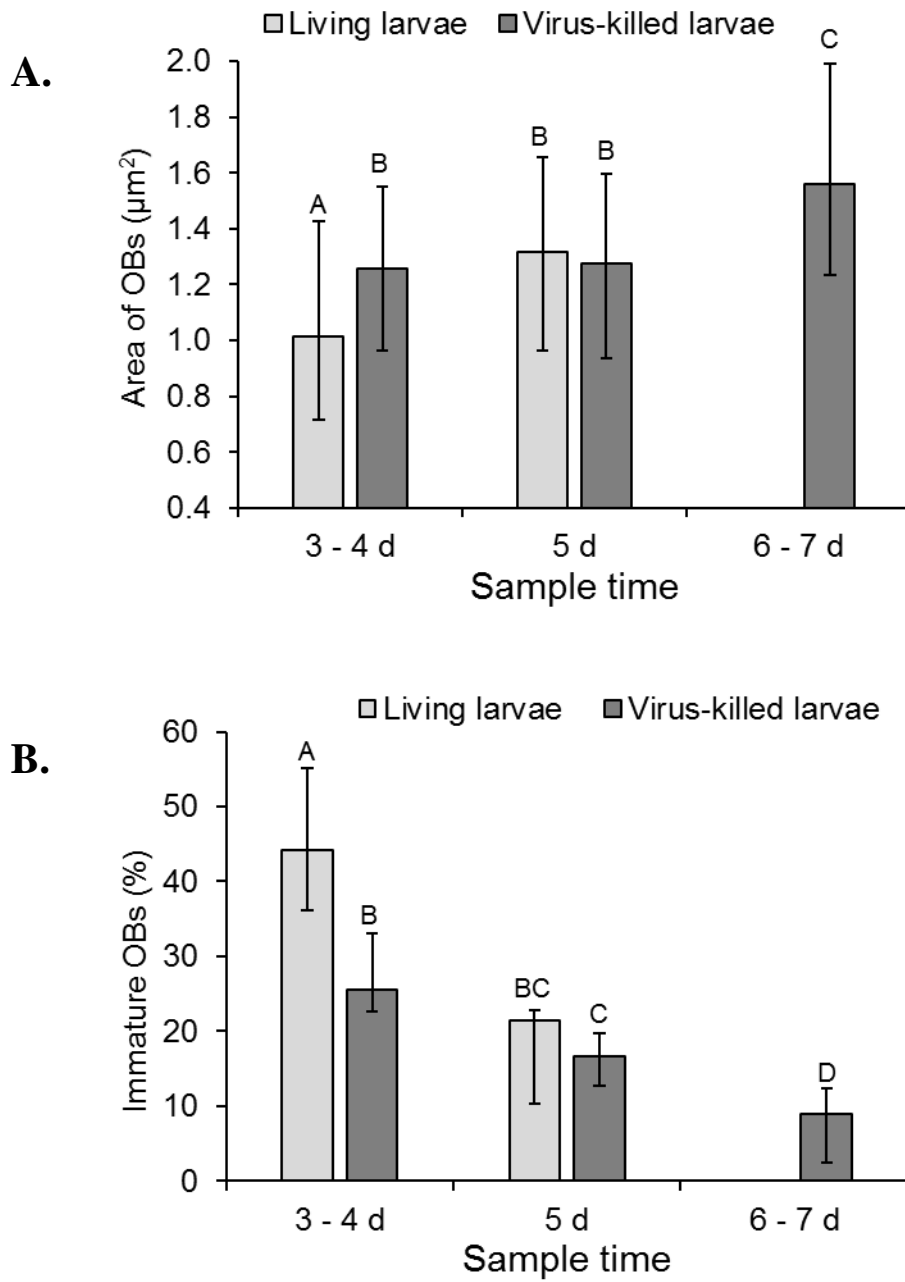 Living larvae Virus-killed larvae
A.
2.0
1.8
1.6
1.4
1.2
1.0
0.8
0.6
0.4
Area of OBs (µm²)
A
B
B
B
C
3 - 4 d 5 d 6 - 7 d
Sample time
Living larvae Virus-killed larvae
B.
60
50
40
30
20
10
0
Immature OBs (%)
A
B
BC
C
D
3 - 4 d 5 d 6 - 7 d
Sample time